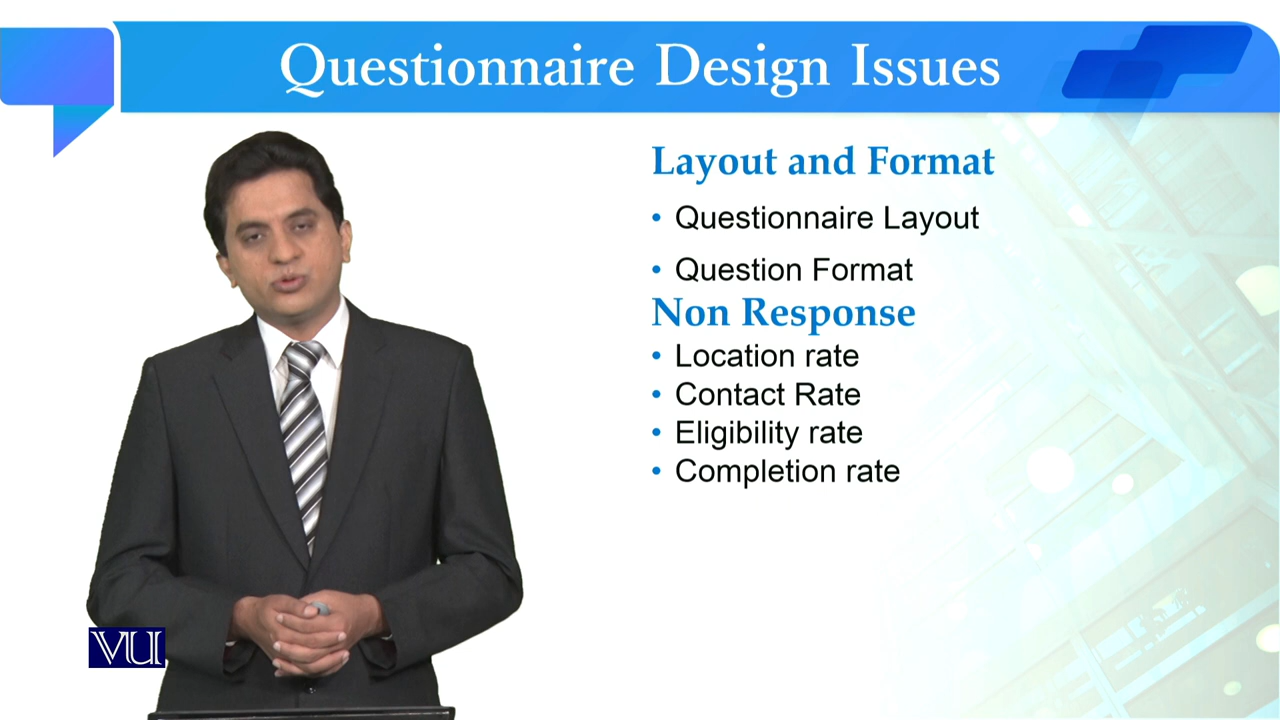 Questionnaire Design Issues
Layout and Format
• Questionnaire Layout
• Question Format
Non Response
• Location rate
• Contact Rate
• Eligibility rate
• Completion rate
VU